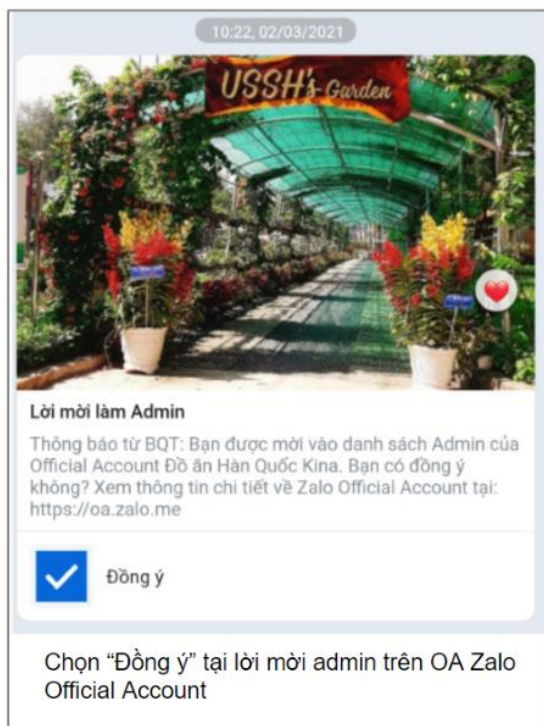 10:22, 02/03/2021
USSH's Garden
Lời mời làm Admin
Thông báo từ BQT: Bạn được mời vào danh sách Admin của
Official Account Đồ ăn Hàn Quốc Kina. Bạn có đồng ý
không? Xem thông tin chi tiết về Zalo Official Account tại:
https://oa.zalo.me
Đồng ý
Chọn “Đồng ý” tại lời mời admin trên OA Zalo
Official Account